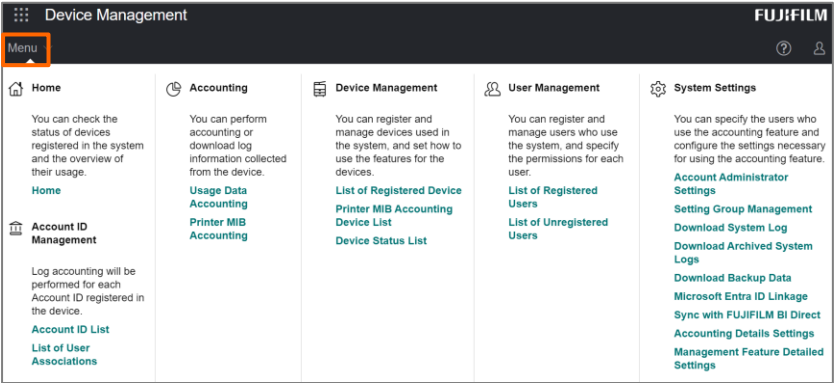 Device Management
FUJIFILM
Menu
Home
You can check the
status of devices
registered in the system
and the overview of
their usage.
Home
Account ID
Management
Log accounting will be
performed for each
Account ID registered in
the device.
Account ID List
List of User
Associations
Accounting
You can perform
accounting or
download log
information collected
from the device.
Usage Data
Accounting
Printer MIB
Accounting
Device Management
You can register and
manage devices used in
the system, and set how to
use the features for the
devices.
List of Registered Device
Printer MIB Accounting
Device List
Device Status List
User Management
You can register and
manage users who use
the system, and specify
the permissions for each
user.
List of Registered
Users
List of Unregistered
Users
System Settings
You can specify the users who
use the accounting feature and
configure the settings necessary
for using the accounting feature.
Account Administrator
Settings
Setting Group Management
Download System Log
Download Archived System
Logs
Download Backup Data
Microsoft Entra ID Linkage
Sync with FUJIFILM BI Direct
Accounting Details Settings
Management Feature Detailed
Settings